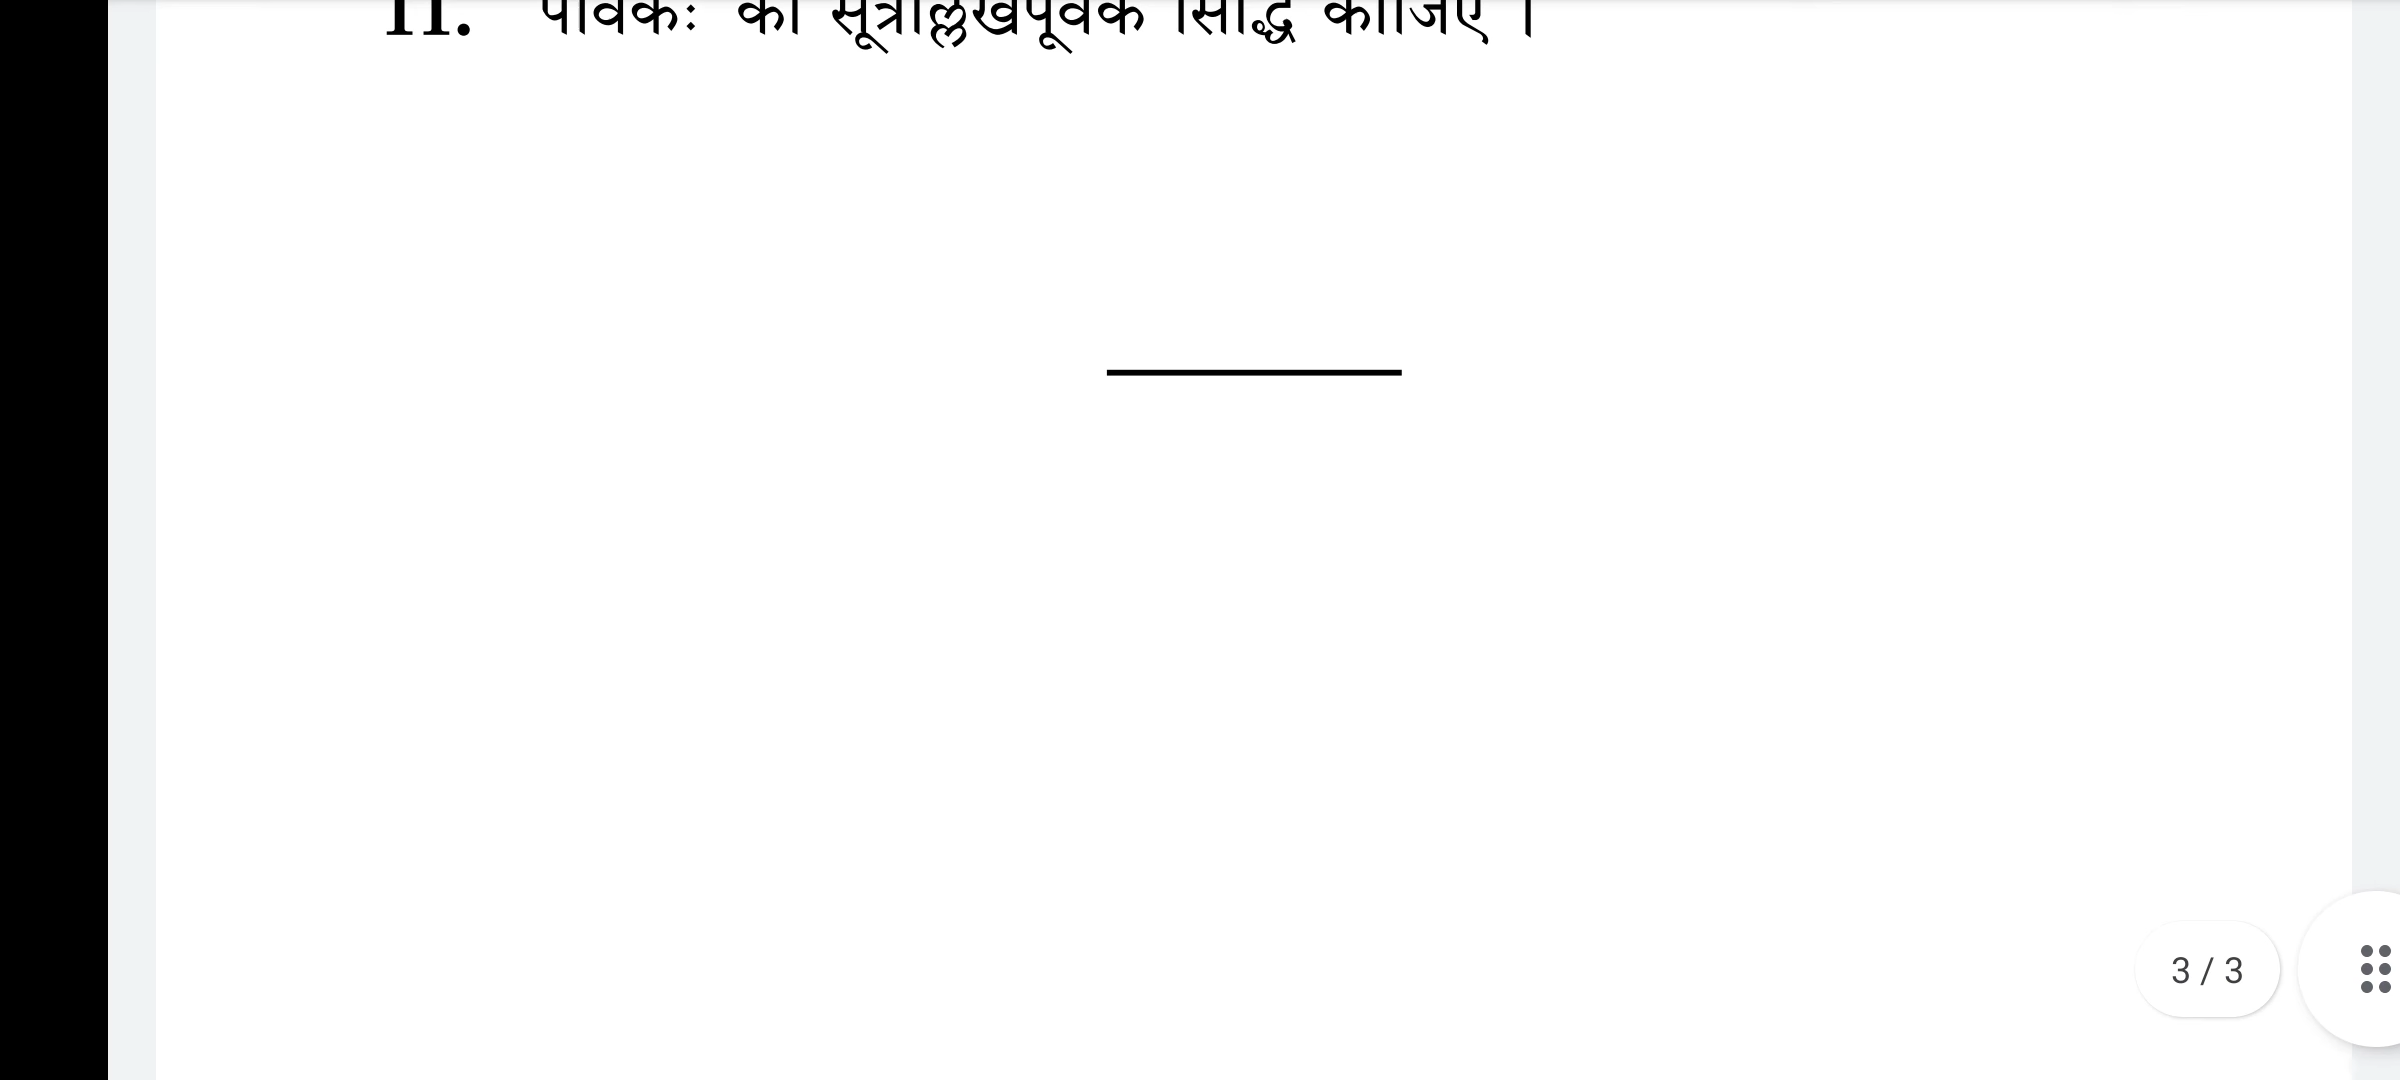 11. पावकः की सूत्रोल्लेखपूर्वक सिद्धि कीजिए ।
3 / 3